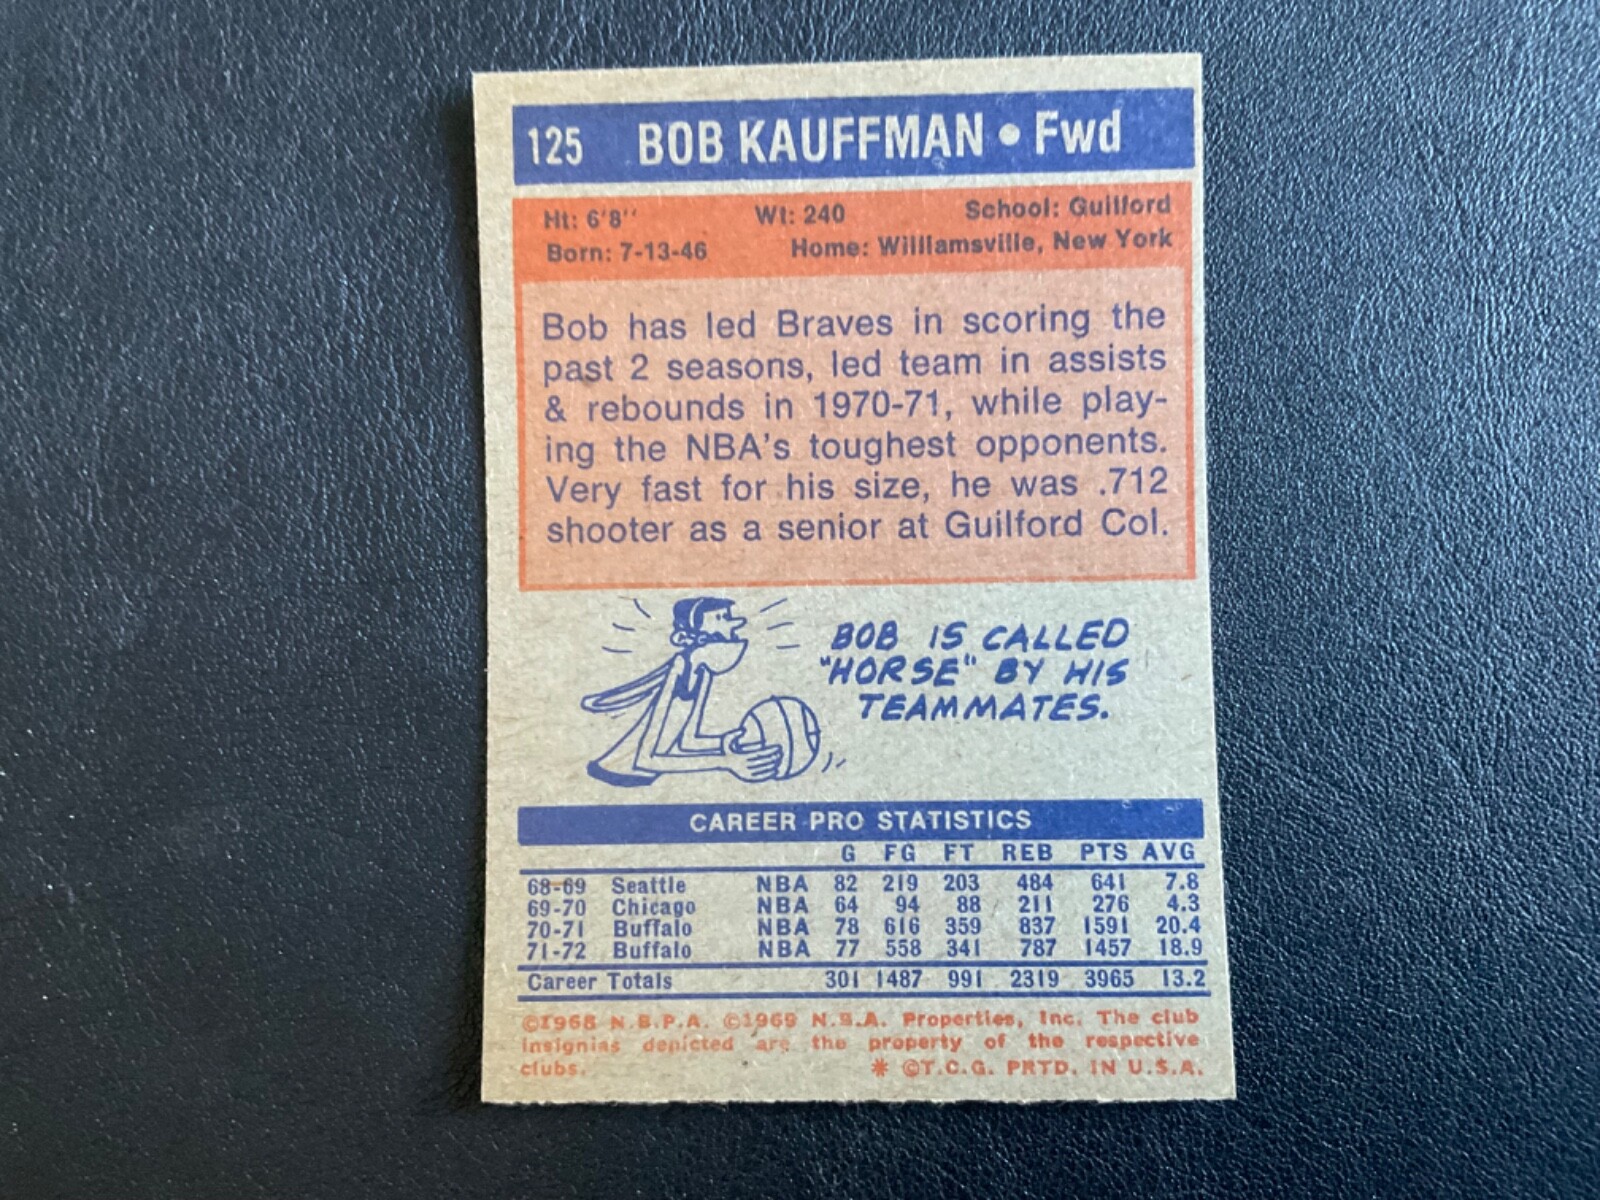 125 BOB KAUFFMAN • Fwd
Ht: 6'8'' Wt: 240 School: Guilford
Born: 7-13-46 Home: Williamsville, New York
Bob has led Braves in scoring the
past 2 seasons, led team in assists
& rebounds in 1970-71, while play-
ing the NBA's toughest opponents.
Very fast for his size, he was .712
shooter as a senior at Guilford Col.
BOB IS CALLED
"HORSE" BY HIS
TEAMMATES.
CAREER PRO STATISTICS
G FG FT REB PTS AVG
68-69 Seattle NBA 82 219 203 484 641 7.8
69-70 Chicago NBA 64 94 88 211 276 4.3
70-71 Buffalo NBA 78 616 359 837 1591 20.4
71-72 Buffalo NBA 77 558 341 787 1457 18.9
Career Totals 301 1487 991 2319 3965 13.2
©1968 N.B.P.A. ©1969 N.B.A. Properties, Inc. The club
insignias depicted are the property of the respective
clubs. * ©T.C.G. PRTD. IN U.S.A.